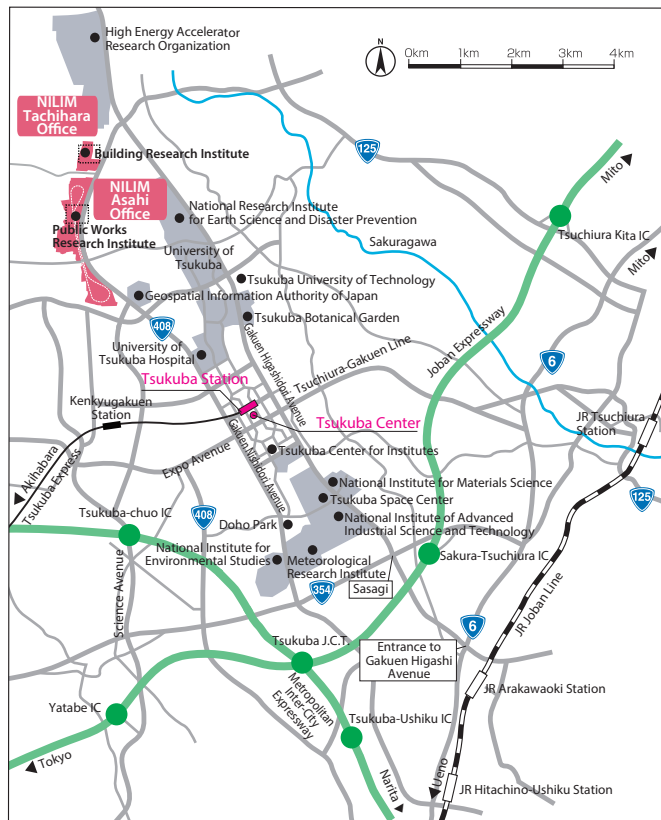 High Energy Accelerator
Research Organization
N
0km
1km
2km
3km
4km
NILIM
Tachihara
Office
Building Research Institute
125
Mito
NILIM
Asahi
Office
National Research Institute
for Earth Science and Disaster Prevention
Public Works
Research Institute
Tsuchiura Kita IC
Sakuragawa
Mito
University of
Tsukuba
Tsukuba University of Technology
Geospatial Information Authority of Japan
Tsukuba Botanical Garden
408
University of
Tsukuba Hospital
Gakuen Higashidori Avenue
Tsuchiura-Gakuen Line
Joban Expressway
6
Tsukuba Station
Kenkyugakuen
Station
Tsukuba Center
JR Tsuchiura
Station
Gakuen Nishidori Avenue
Expo Avenue
Tsukuba Center for Institutes
Akihabara
Tsukuba Express
National Institute for Materials Science
Tsukuba Space Center
125
Tsukuba-chuo IC
408
Doho Park
National Institute of Advanced
Industrial Science and Technology
National Institute for
Environmental Studies
Meteorological
Research Institute
Sakura-Tsuchiura IC
Science-Avenue
354
Sasagi
JR Joban Line
6
Tsukuba J.C.T.
Entrance to
Gakuen Higashi
Avenue
Metropolitan
Inter-City
Expressway
JR Arakawaoki Station
Yatabe IC
Tsukuba-Ushiku IC
Tokyo
Narita
Ueno
JR Hitachino-Ushiku Station